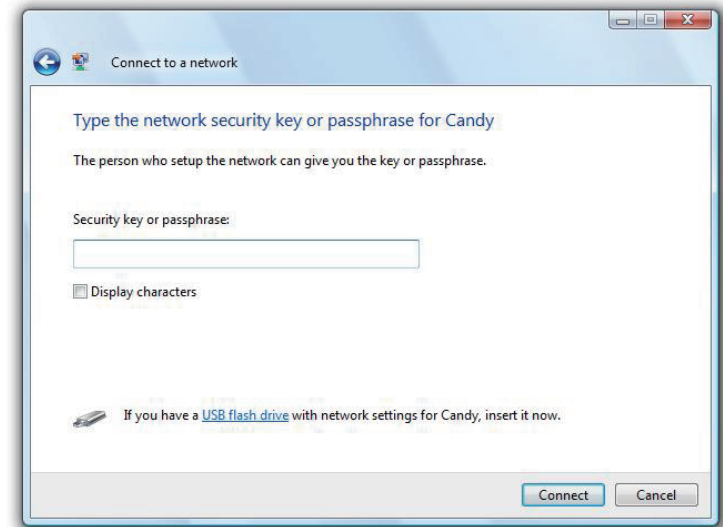 Connect to a network
Type the network security key or passphrase for Candy
The person who setup the network can give you the key or passphrase.
Security key or passphrase:
Display characters
If you have a USB flash drive with network settings for Candy, insert it now.
Connect Cancel